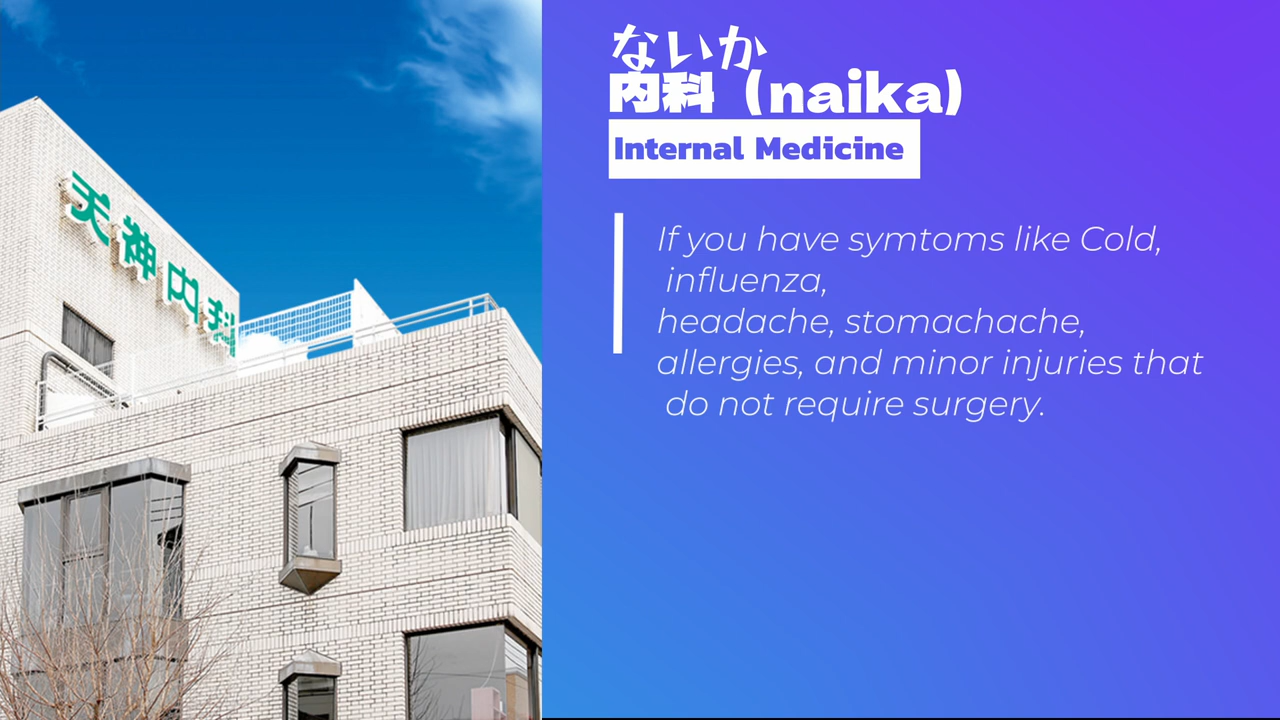 天神内科
ないか
内科 (naika)
Internal Medicine
If you have symtoms like Cold,
influenza,
headache, stomachache,
allergies, and minor injuries that
do not require surgery.